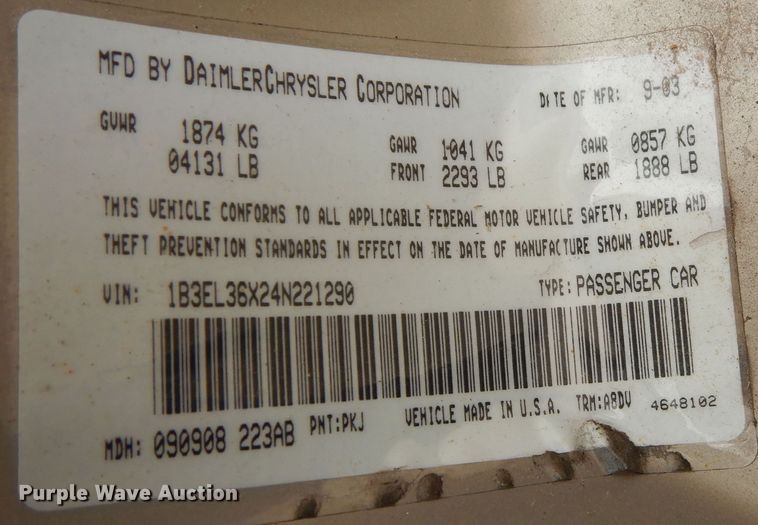 MFD BY DAIMLERCHRYSLER CORPORATION DATE OF MFR: 9-03
GVWR 1874 KG GAWR 1041 KG GAWR 0857 KG
04131 LB FRONT 2293 LB REAR 1888 LB
THIS VEHICLE CONFORMS TO ALL APPLICABLE FEDERAL MOTOR VEHICLE SAFETY, BUMPER AND
THEFT PREVENTION STANDARDS IN EFFECT ON THE DATE OF MANUFACTURE SHOWN ABOVE.
VIN: 1B3EL36X24N221290 TYPE: PASSENGER CAR
MDH: 090908 223AB PNT:PKJ VEHICLE MADE IN U.S.A. TRM:A8DV 4648102
Purple Wave Auction